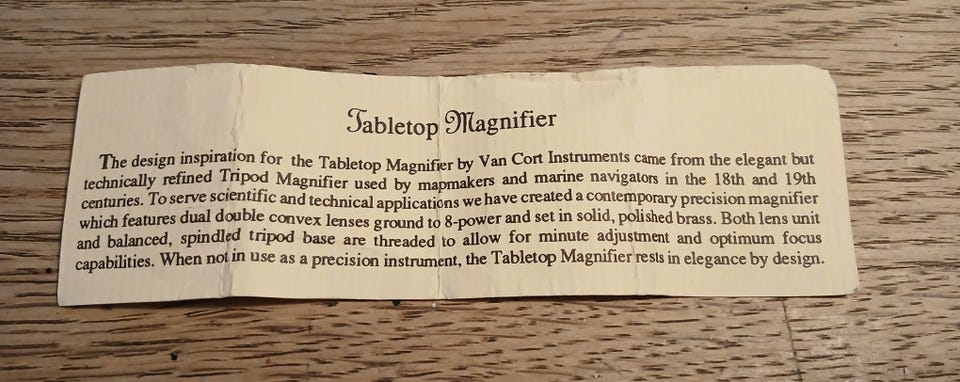 Tabletop Magnifier
The design inspiration for the Tabletop Magnifier by Van Cort Instruments came from the elegant but
technically refined Tripod Magnifier used by mapmakers and marine navigators in the 18th and 19th
centuries. To serve scientific and technical applications we have created a contemporary precision magnifier
which features dual double convex lenses ground to 8-power and set in solid, polished brass. Both lens unit
and balanced, spindled tripod base are threaded to allow for minute adjustment and optimum focus
capabilities. When not in use as a precision instrument, the Tabletop Magnifier rests in elegance by design.